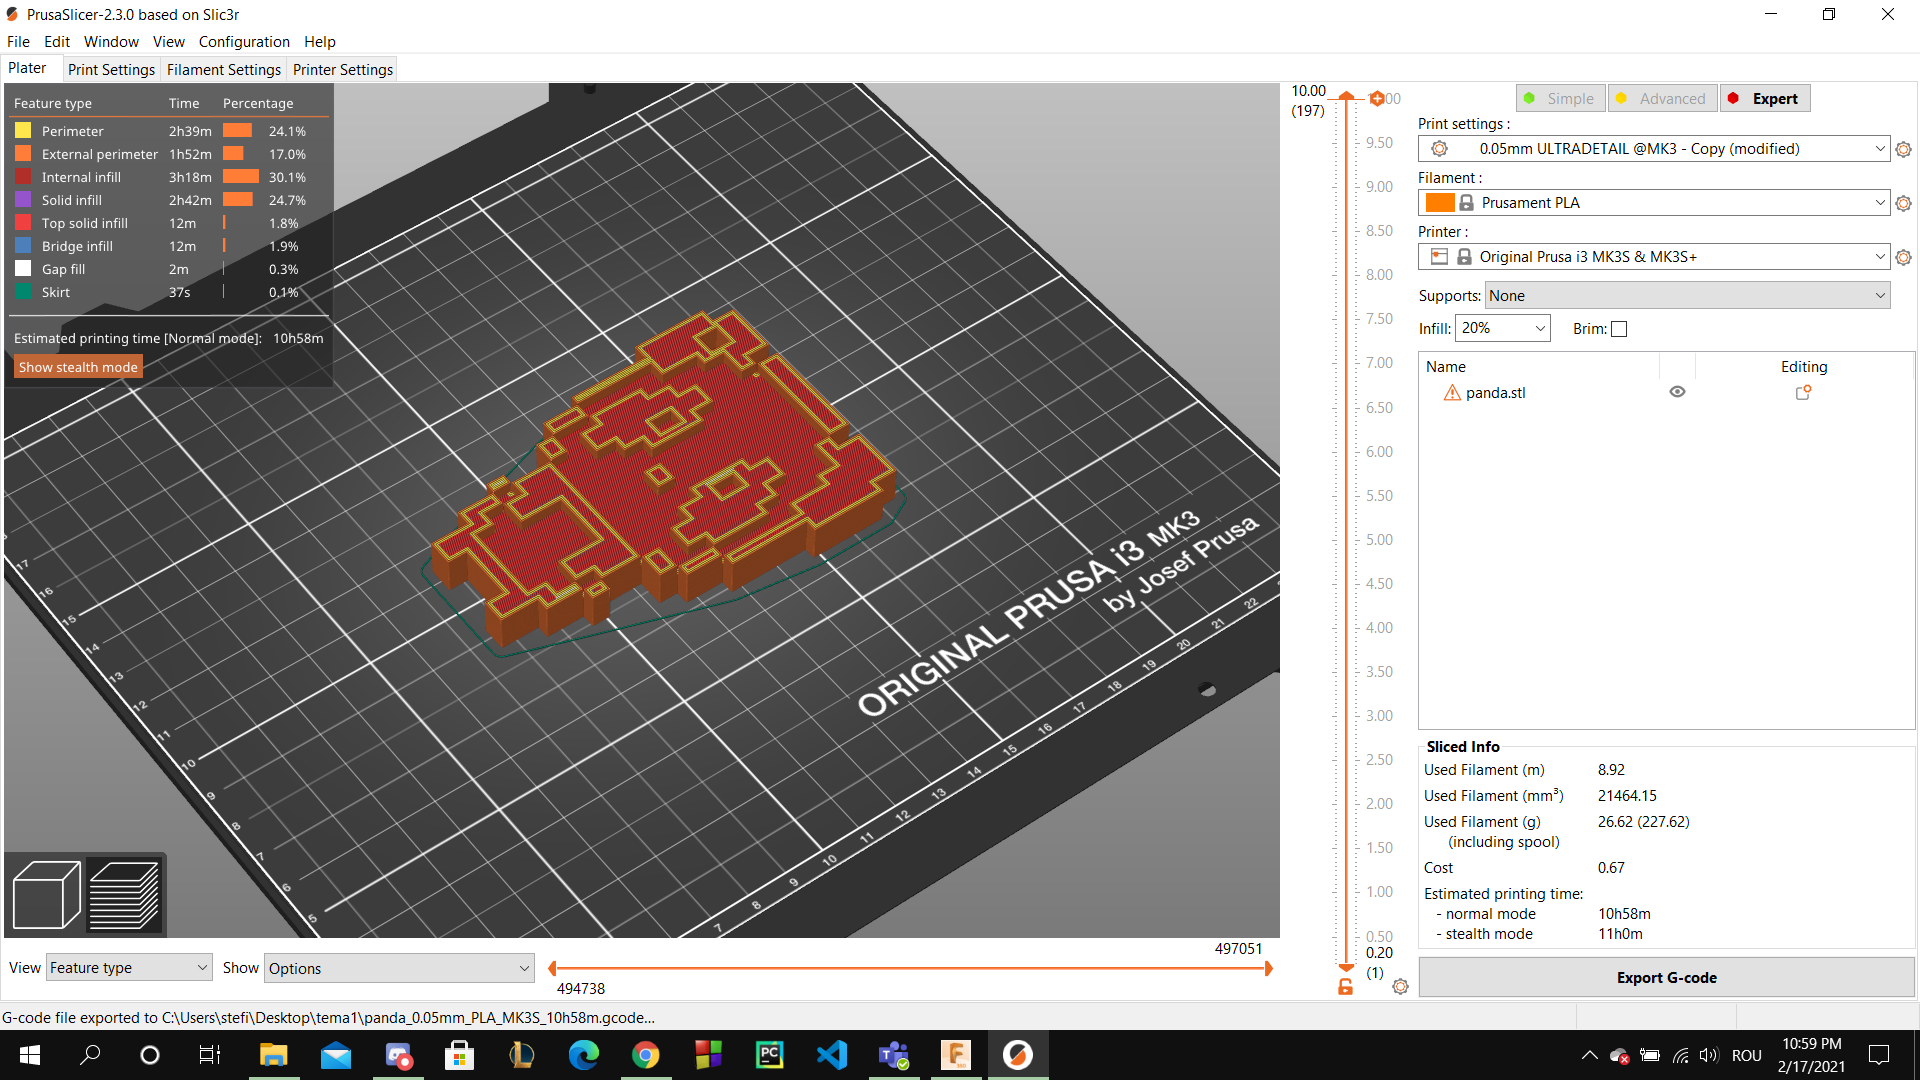 PrusaSlicer-2.3.0 based on Slic3r
File Edit Window View Configuration Help
Plater Print Settings Filament Settings Printer Settings
Feature type Time Percentage
Perimeter 2h39m 24.1%
External perimeter 1h52m 17.0%
Internal infill 3h18m 30.1%
Solid infill 2h42m 24.7%
Top solid infill 12m 1.8%
Bridge infill 12m 1.9%
Gap fill 2m 0.3%
Skirt 37s 0.1%
Estimated printing time [Normal mode]: 10h58m
Show stealth mode
ORIGINAL PRUSA i3 MK3
by Josef Prusa
17
16
15
14
13
12
11
10
9
8
7
6
5
7
8
9
10
11
12
13
14
15
16
17
18
19
20
21
22
10.00
(197)
9.50
9.00
8.50
8.00
7.50
7.00
6.50
6.00
5.50
5.00
4.50
4.00
3.50
3.00
2.50
2.00
1.50
1.00
0.50
0.20
(1)
Simple Advanced Expert
Print settings :
0.05mm ULTRADETAIL @MK3 - Copy (modified)
Filament :
Prusament PLA
Printer :
Original Prusa i3 MK3S & MK3S+
Supports: None
Infill: 20% Brim:
Name Editing
panda.stl
Sliced Info
Used Filament (m) 8.92
Used Filament (mm³) 21464.15
Used Filament (g) 26.62 (227.62)
(including spool)
Cost 0.67
Estimated printing time:
- normal mode 10h58m
- stealth mode 11h0m
Export G-code
View Feature type Show Options
497051
494738
G-code file exported to C:\Users\stefi\Desktop\tema1\panda_0.05mm_PLA_MK3S_10h58m.gcode...
ROU
10:59 PM
2/17/2021